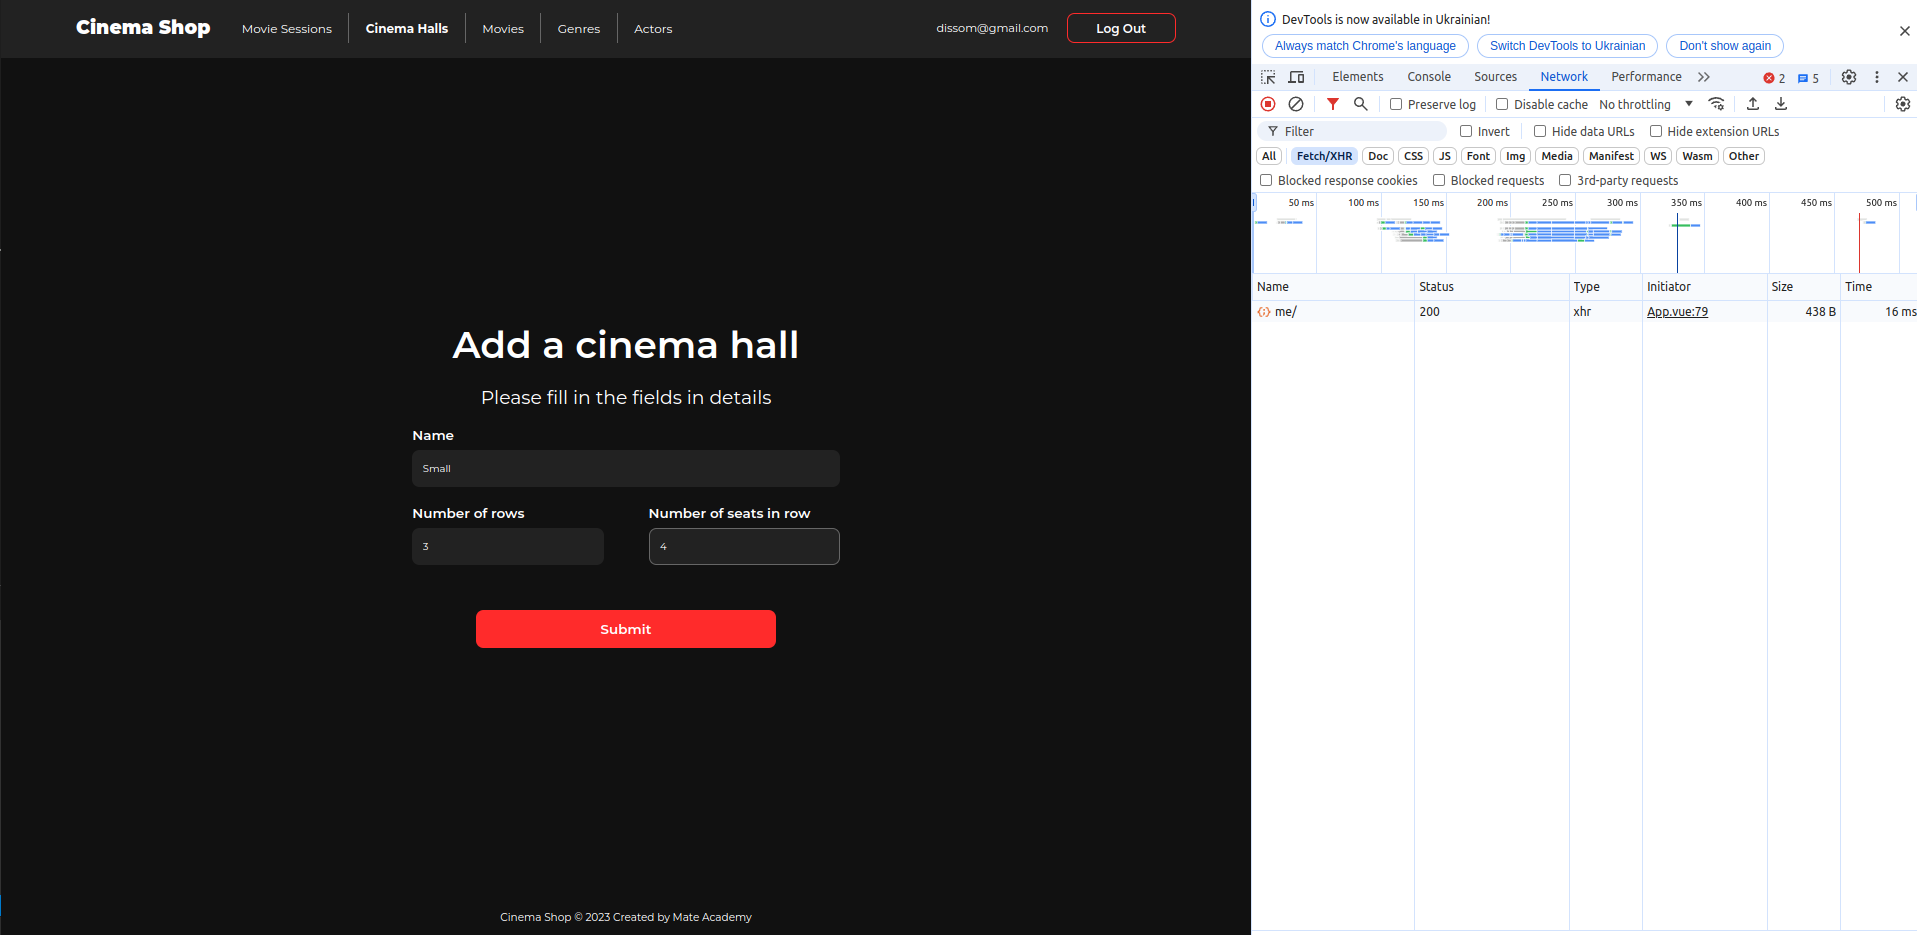 Cinema Shop Movie Sessions Cinema Halls Movies Genres Actors dissom@gmail.com Log Out
Add a cinema hall
Please fill in the fields in details
Name
Small
Number of rows Number of seats in row
3 4
Submit
Cinema Shop © 2023 Created by Mate Academy
DevTools is now available in Ukrainian!
Always match Chrome's language Switch DevTools to Ukrainian Don't show again
Elements Console Sources Network Performance 2 5
Preserve log Disable cache No throttling
Filter Invert Hide data URLs Hide extension URLs
All Fetch/XHR Doc CSS JS Font Img Media Manifest WS Wasm Other
Blocked response cookies Blocked requests 3rd-party requests
50 ms 100 ms 150 ms 200 ms 250 ms 300 ms 350 ms 400 ms 450 ms 500 ms
Name Status Type Initiator Size Time
me/ 200 xhr App.vue:79 438 B 16 ms